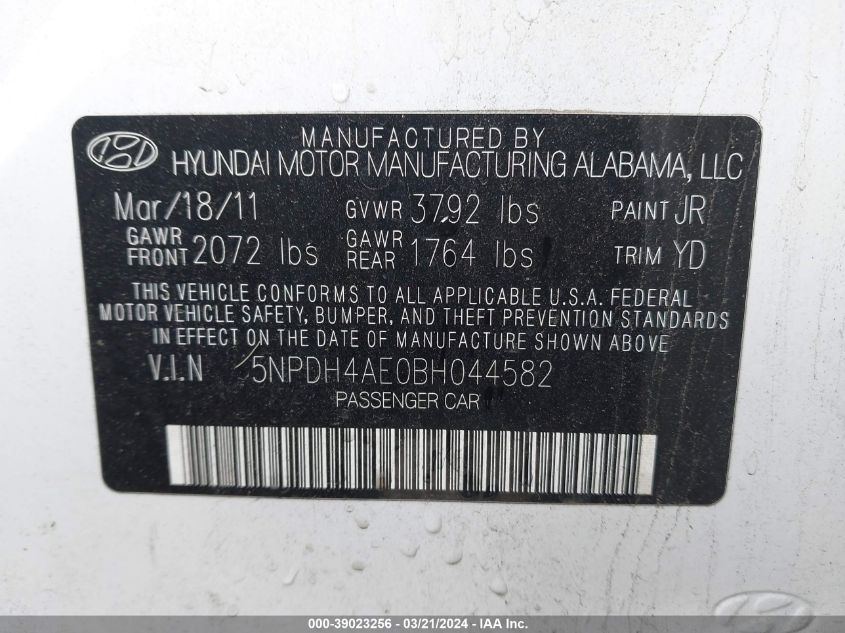 MANUFACTURED BY
HYUNDAI MOTOR MANUFACTURING ALABAMA, LLC
Mar/18/11 GVWR 3792 lbs PAINT JR
GAWR FRONT 2072 lbs GAWR REAR 1764 lbs TRIM YD
THIS VEHICLE CONFORMS TO ALL APPLICABLE U.S.A. FEDERAL
MOTOR VEHICLE SAFETY, BUMPER, AND THEFT PREVENTION STANDARDS
IN EFFECT ON THE DATE OF MANUFACTURE SHOWN ABOVE.
V.I.N 5NPDH4AE0BH044582
PASSENGER CAR
000-39023256 - 03/21/2024 - IAA Inc.